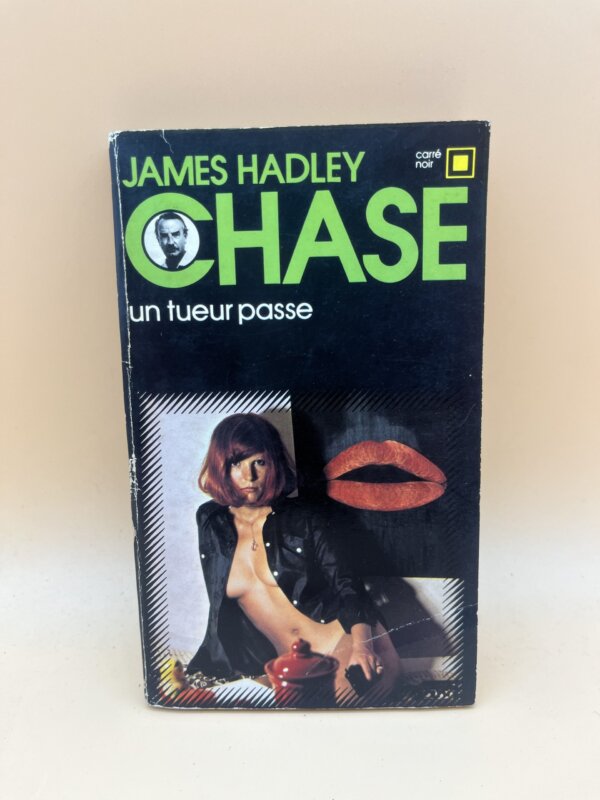 JAMES HADLEY
CHASE
carré
noir
un tueur passe